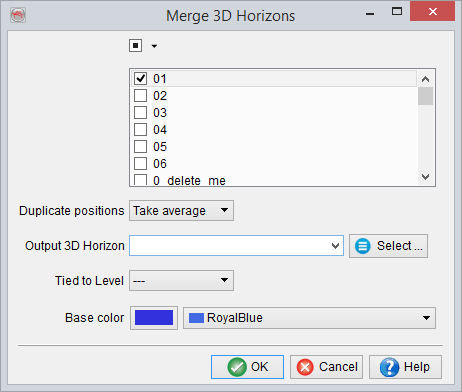 Merge 3D Horizons
01
02
03
04
05
06
0_delete_me
Duplicate positions Take average
Output 3D Horizon Select ...
Tied to Level ---
Base color RoyalBlue
OK Cancel Help